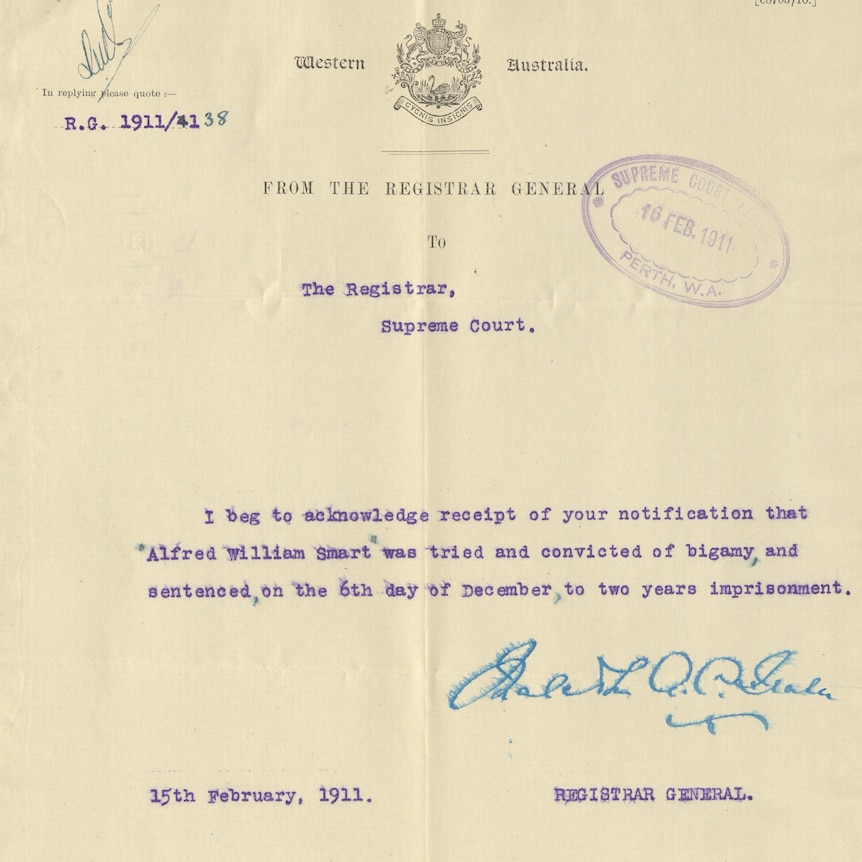 Western Australia.
CYGNIS INSIGNIS
In replying please quote :—
R.G. 1911/4138
FROM THE REGISTRAR GENERAL
SUPREME COURT
16 FEB. 1911
PERTH, W.A.
To
The Registrar,
Supreme Court.
I beg to acknowledge receipt of your notification that
"Alfred William Smart" was tried and convicted of bigamy, and
sentenced, on the 6th day of December, to two years imprisonment.
15th February, 1911.
REGISTRAR GENERAL.